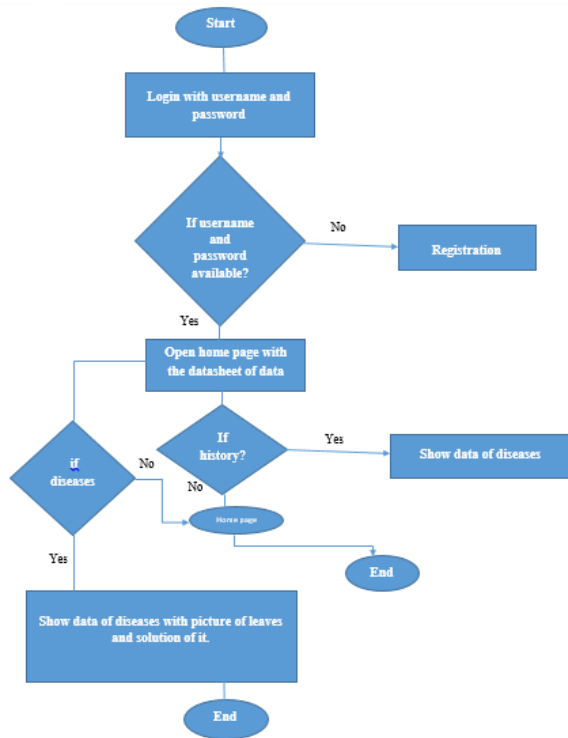 Start
Login with username and
password
If username
and
password
available?
No
Registration
Yes
Open home page with
the datasheet of data
If
history?
Yes
Show data of diseases
if
diseases
No
No
Home page
Yes
End
Show data of diseases with picture of leaves
and solution of it.
End